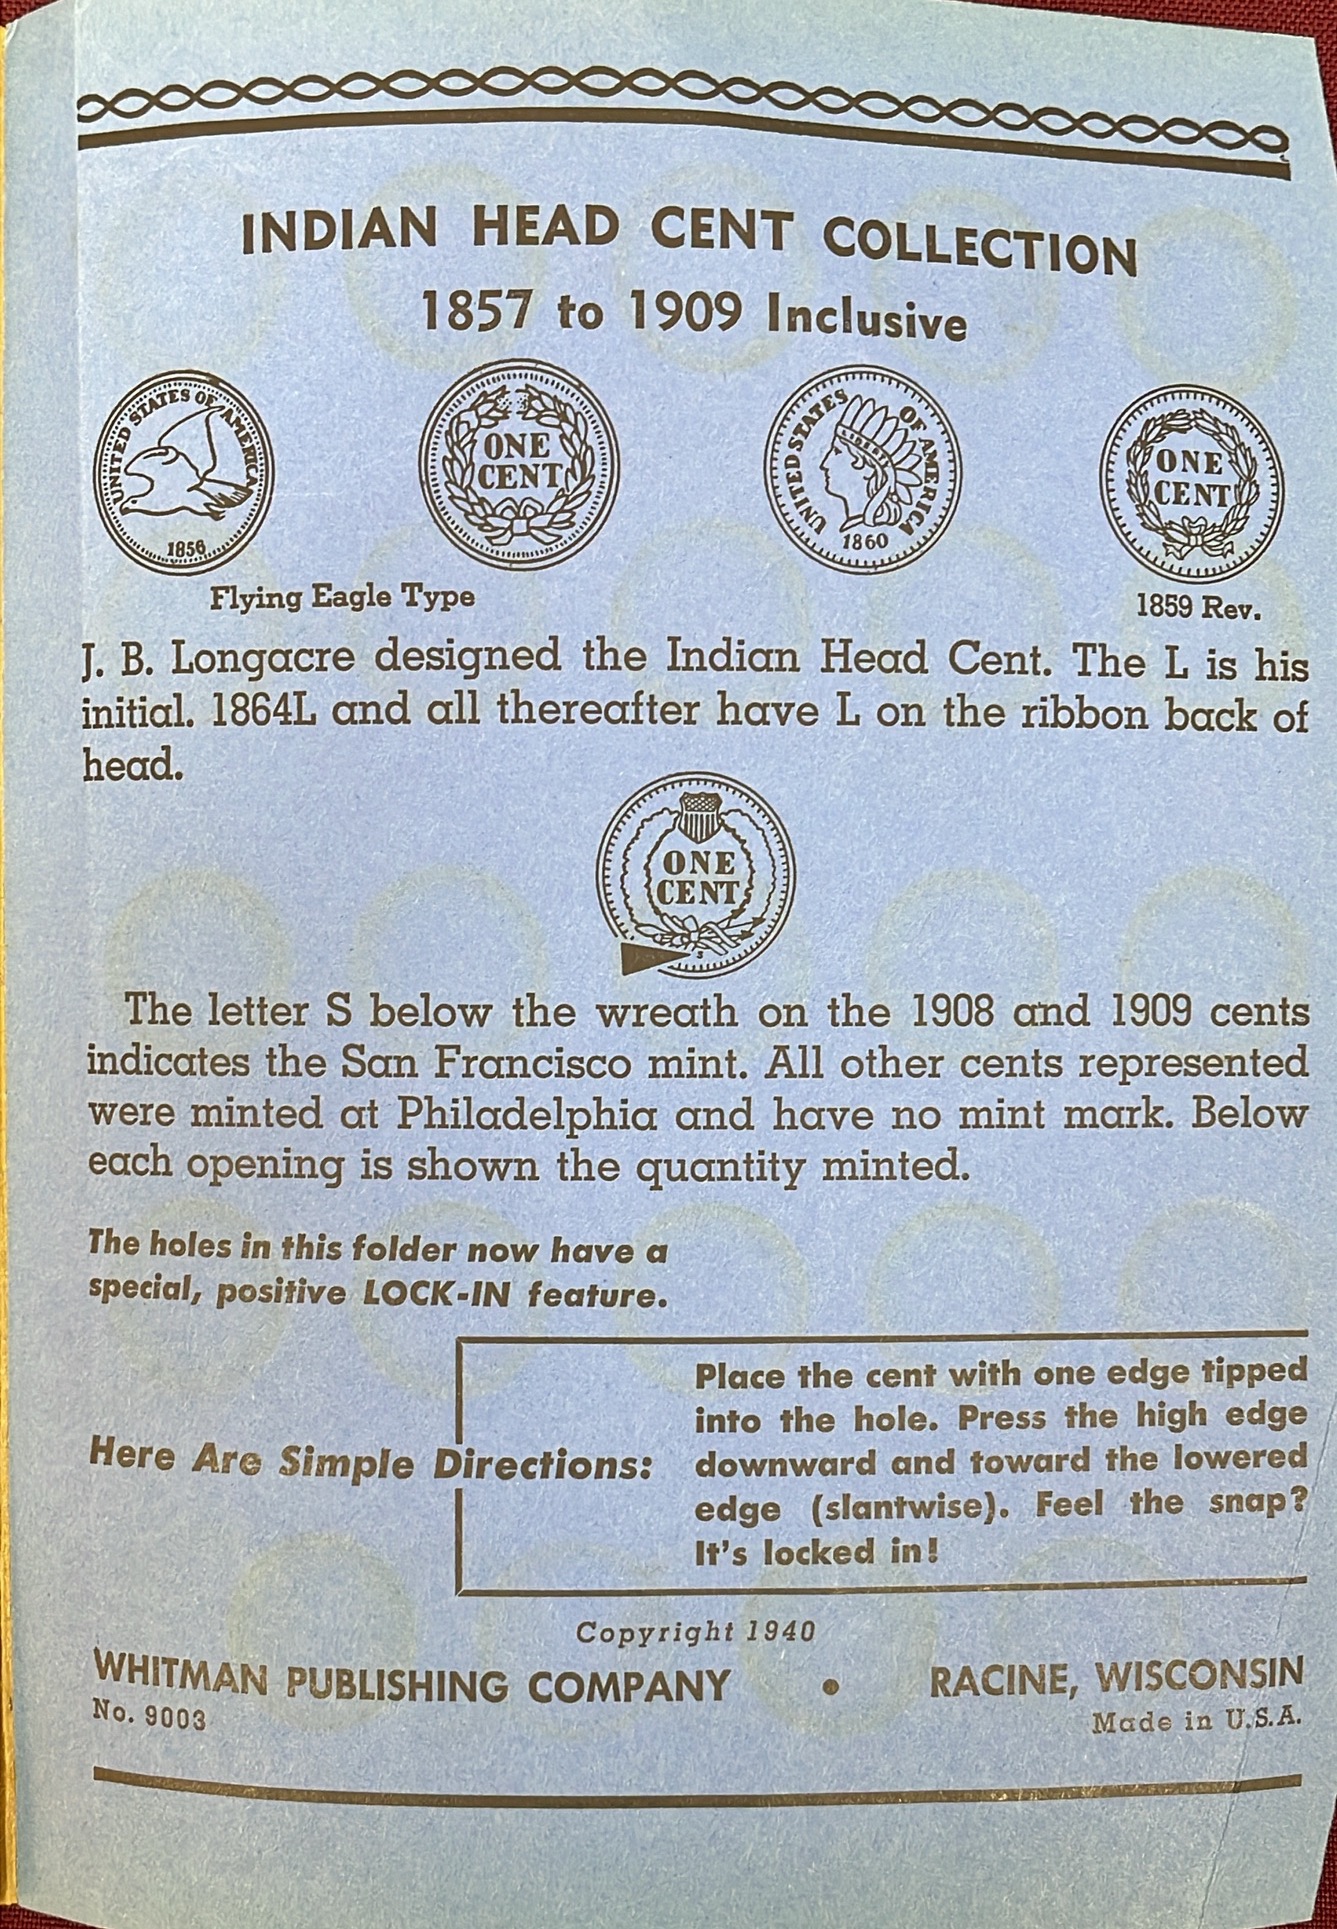 INDIAN HEAD CENT COLLECTION
1857 to 1909 Inclusive
UNITED STATES OF AMERICA
1856
ONE
CENT
UNITED STATES OF AMERICA
LIBERTY
1860
ONE
CENT
Flying Eagle Type
1859 Rev.
J. B. Longacre designed the Indian Head Cent. The L is his
initial. 1864L and all thereafter have L on the ribbon back of
head.
ONE
CENT
S
The letter S below the wreath on the 1908 and 1909 cents
indicates the San Francisco mint. All other cents represented
were minted at Philadelphia and have no mint mark. Below
each opening is shown the quantity minted.
The holes in this folder now have a
special, positive LOCK-IN feature.
Here Are Simple Directions:
Place the cent with one edge tipped
into the hole. Press the high edge
downward and toward the lowered
edge (slantwise). Feel the snap?
It's locked in!
Copyright 1940
WHITMAN PUBLISHING COMPANY • RACINE, WISCONSIN
No. 9003
Made in U.S.A.